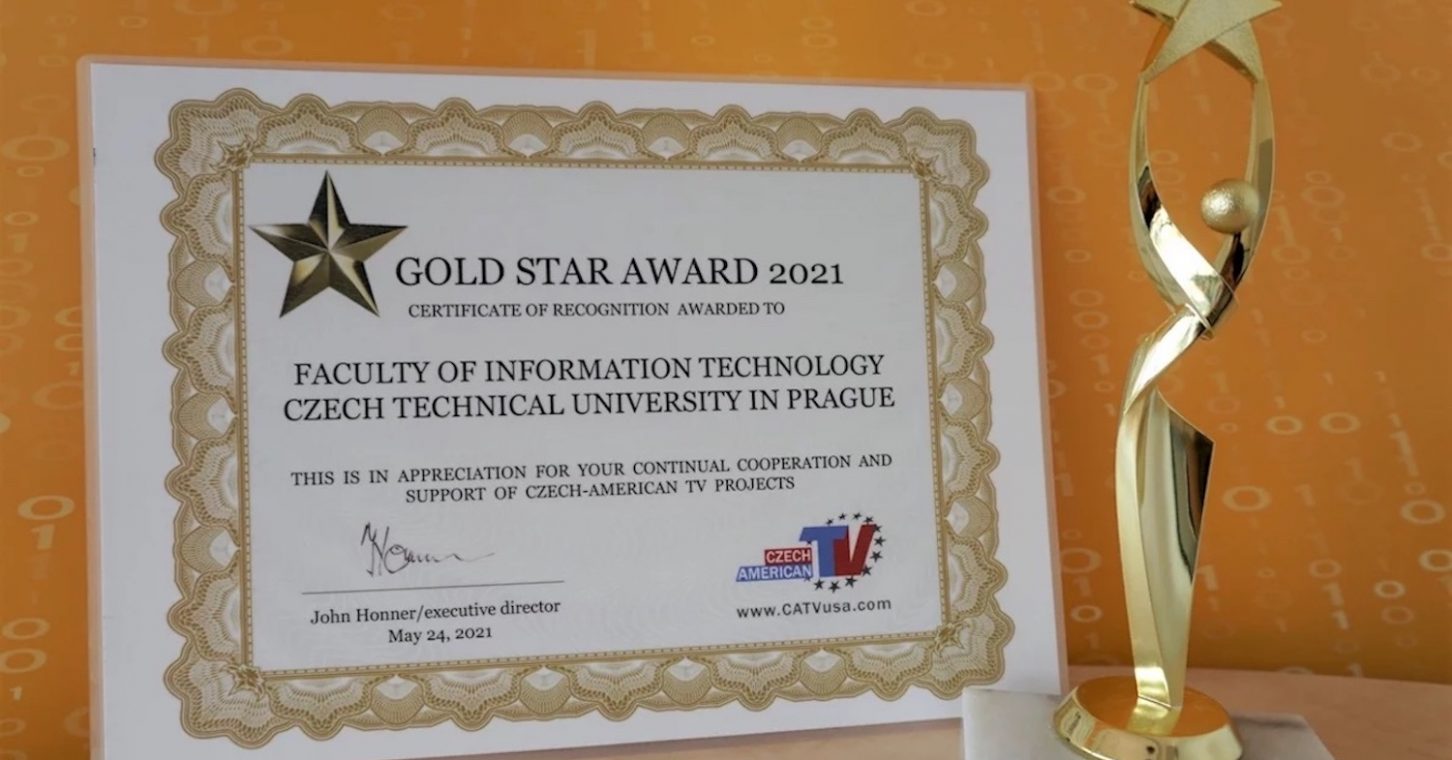 GOLD STAR AWARD 2021
CERTIFICATE OF RECOGNITION AWARDED TO
FACULTY OF INFORMATION TECHNOLOGY
CZECH TECHNICAL UNIVERSITY IN PRAGUE
THIS IS IN APPRECIATION FOR YOUR CONTINUAL COOPERATION AND
SUPPORT OF CZECH-AMERICAN TV PROJECTS
CZECH
AMERICAN
TV
www.CATVusa.com
John Honner/executive director
May 24, 2021